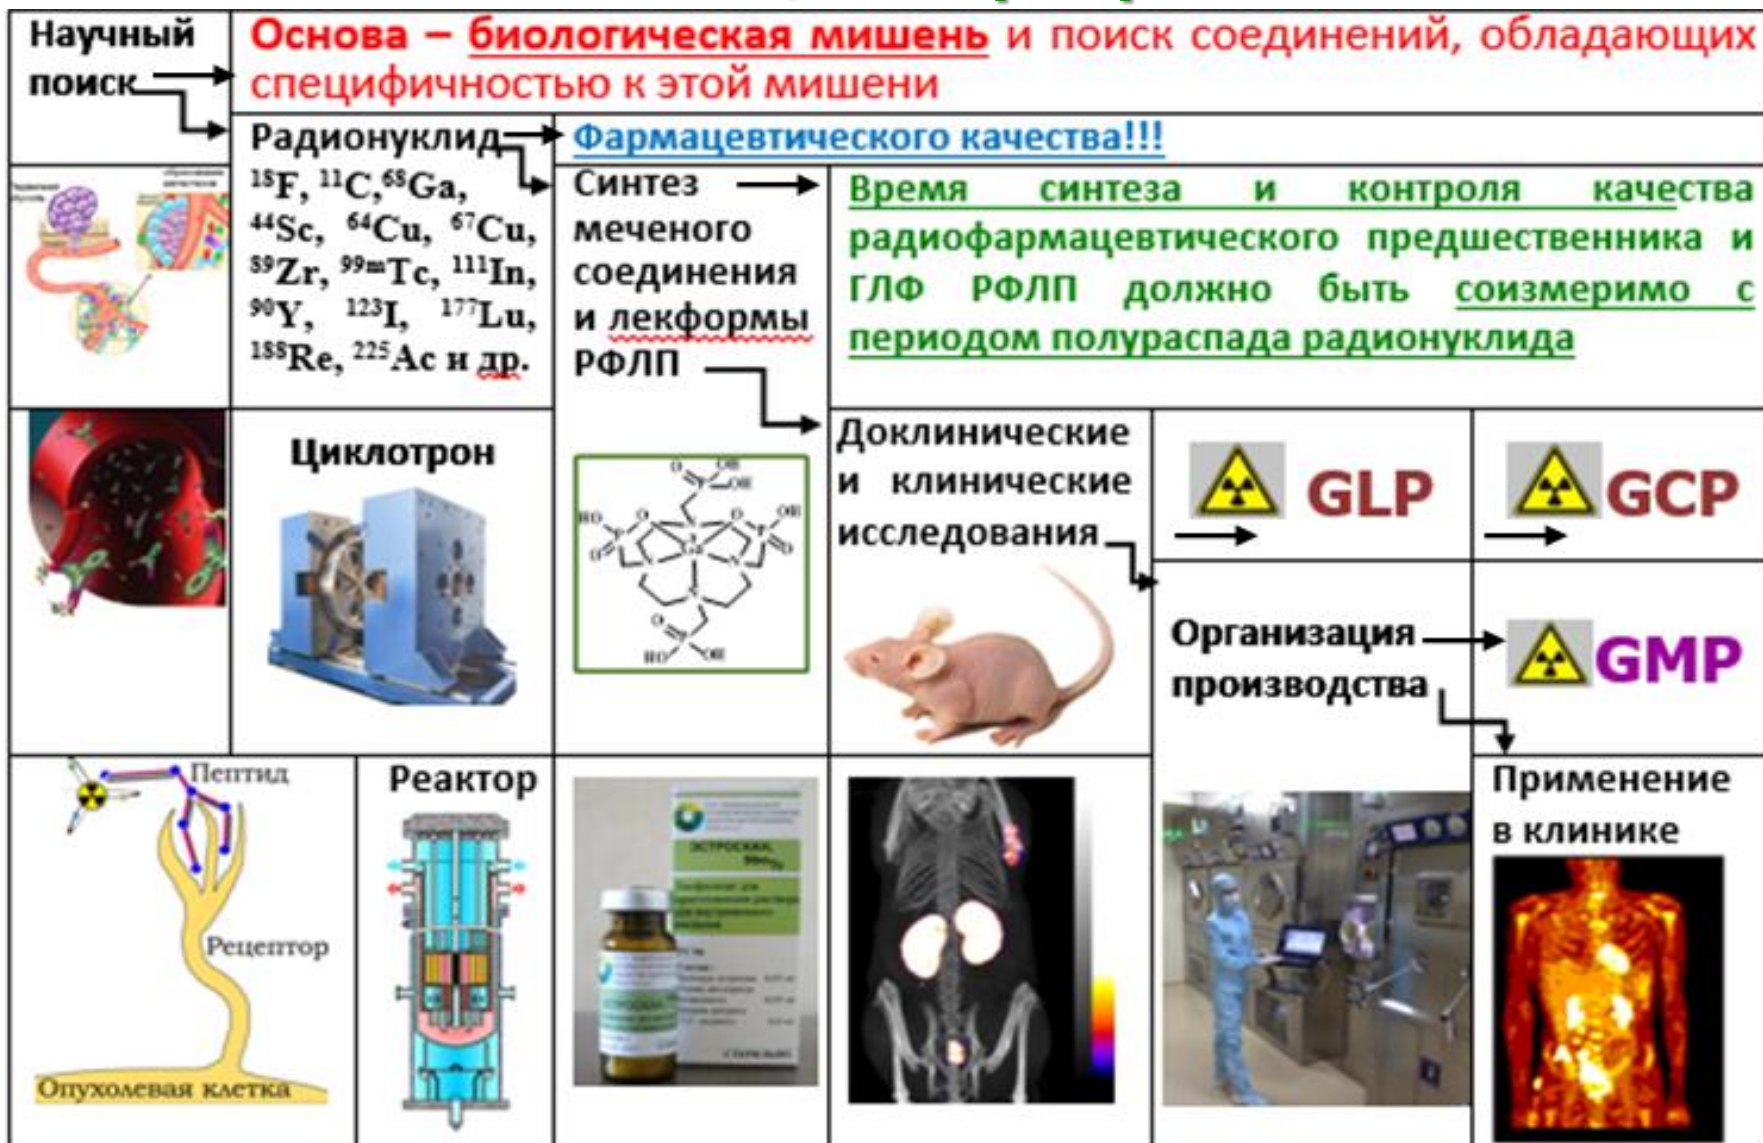 Научный
поиск
Основа – биологическая мишень и поиск соединений, обладающих
специфичностью к этой мишени
Радионуклид
¹⁸F, ¹¹C,⁶⁸Ga,
⁴⁴Sc, ⁶⁴Cu, ⁶⁷Cu,
⁸⁹Zr, ⁹⁹ᵐTc, ¹¹¹In,
⁹⁰Y, ¹²³I, ¹⁷⁷Lu,
¹⁸⁸Re, ²²⁵Ac и др.
Фармацевтического качества!!!
Синтез
меченого
соединения
и лекформы
РФЛП
Время синтеза и контроля качества
радиофармацевтического предшественника и
ГЛФ РФЛП должно быть соизмеримо с
периодом полураспада радионуклида
Циклотрон
Доклинические
и клинические
исследования
GLP
GCP
Организация
производства
GMP
Пептид
Рецептор
Опухолевая клетка
Реактор
ЭСТРОСКАН,
99mTc
Применение
в клинике